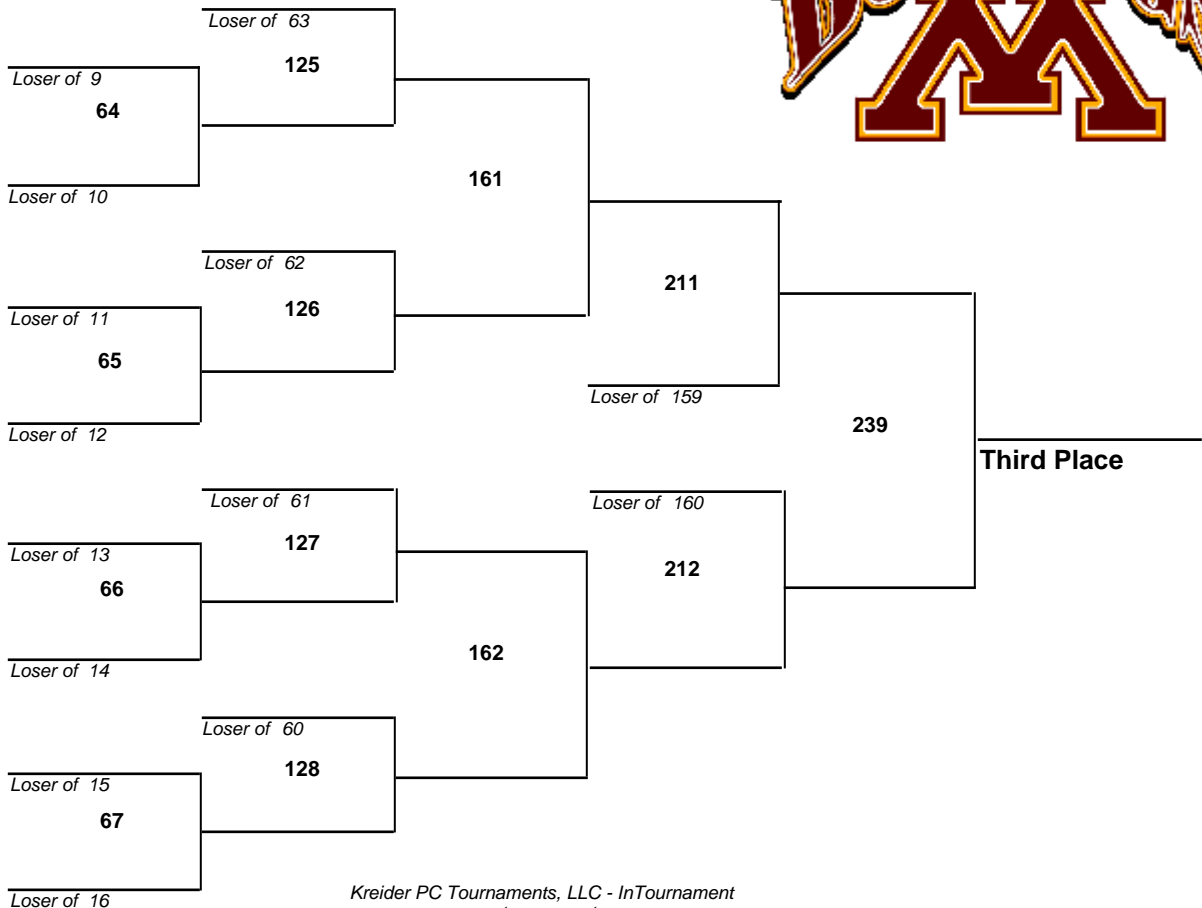 Loser of 63
125
Loser of 9
64
Loser of 10
161
Loser of 62
126
Loser of 11
65
Loser of 12
211
Loser of 159
239
Third Place
Loser of 61
127
Loser of 13
66
Loser of 14
Loser of 160
212
162
Loser of 60
128
Loser of 15
67
Loser of 16
Kreider PC Tournaments, LLC - InTournament